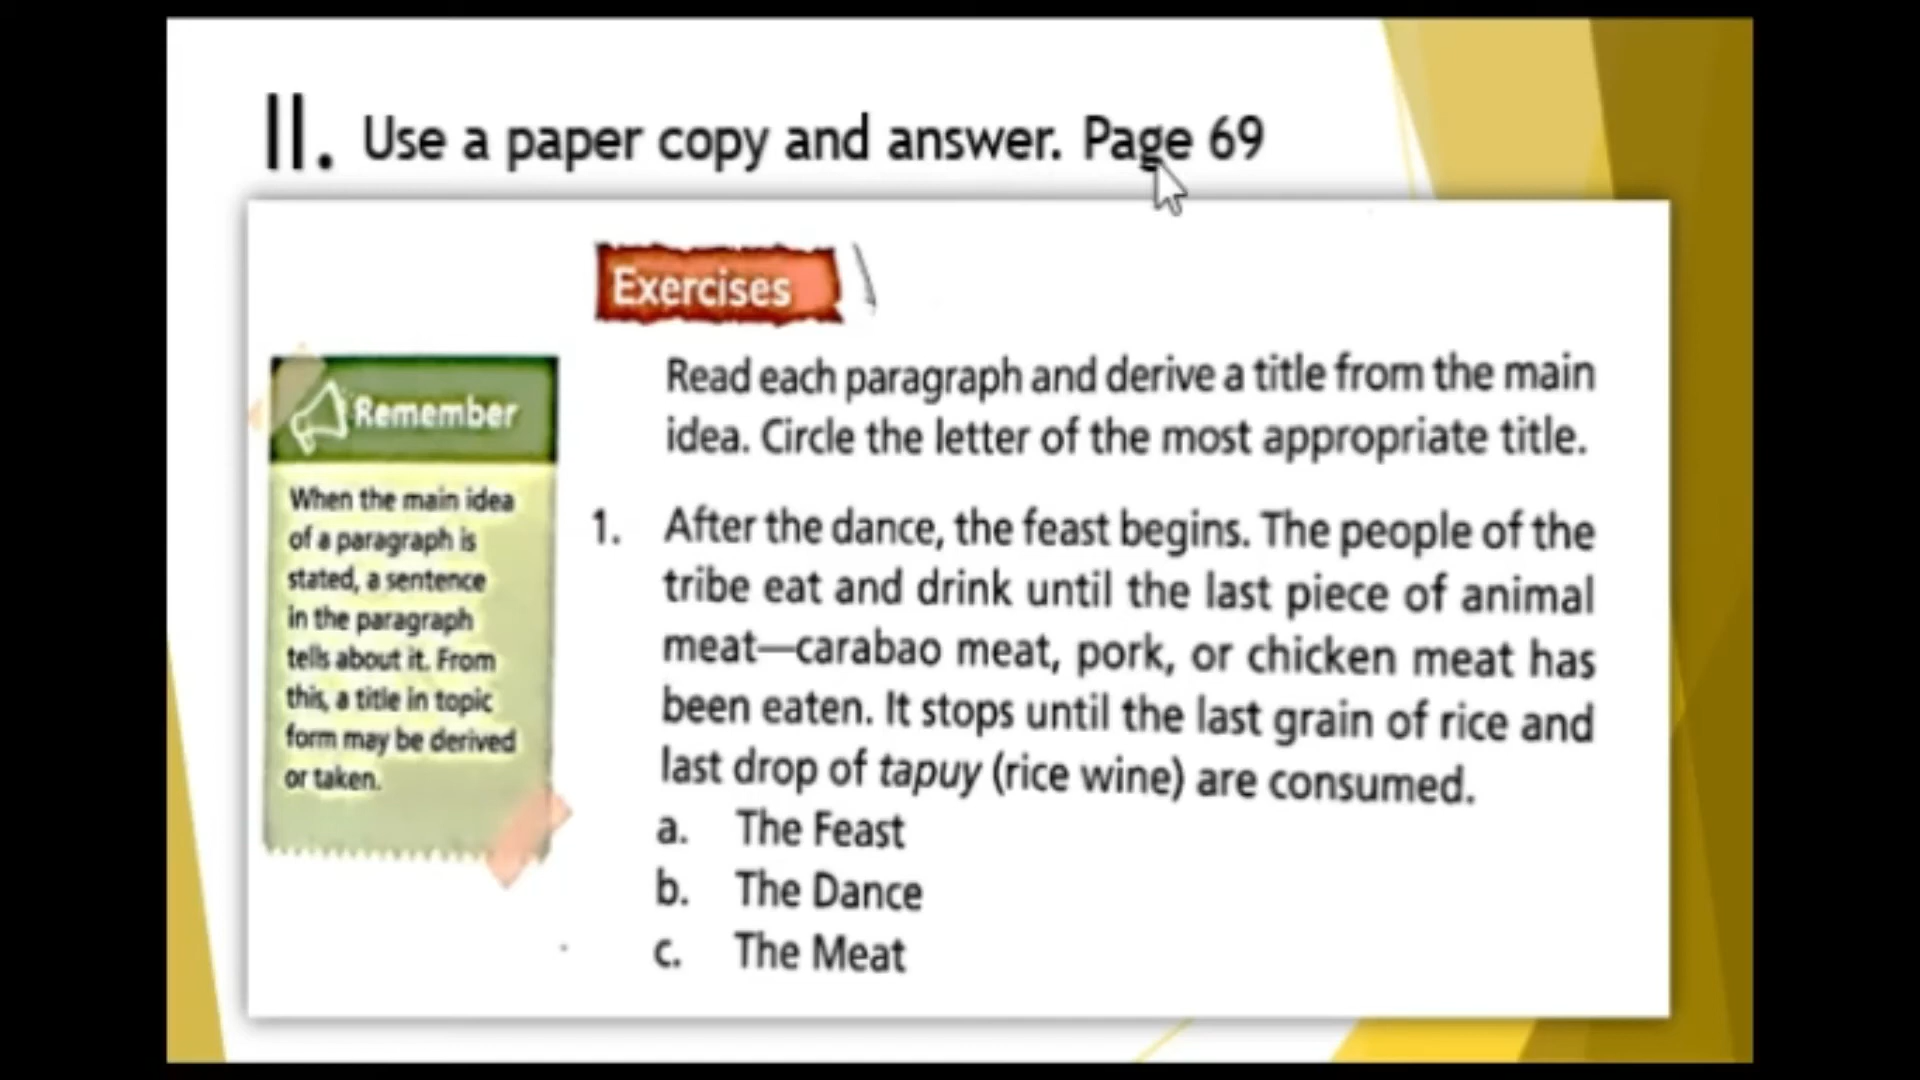 II. Use a paper copy and answer. Page 69
Exercises
Remember
When the main idea
of a paragraph is
stated, a sentence
in the paragraph
tells about it. From
this, a title in topic
form may be derived
or taken.
Read each paragraph and derive a title from the main
idea. Circle the letter of the most appropriate title.
1. After the dance, the feast begins. The people of the
tribe eat and drink until the last piece of animal
meat—carabao meat, pork, or chicken meat has
been eaten. It stops until the last grain of rice and
last drop of tapuy (rice wine) are consumed.
a. The Feast
b. The Dance
c. The Meat